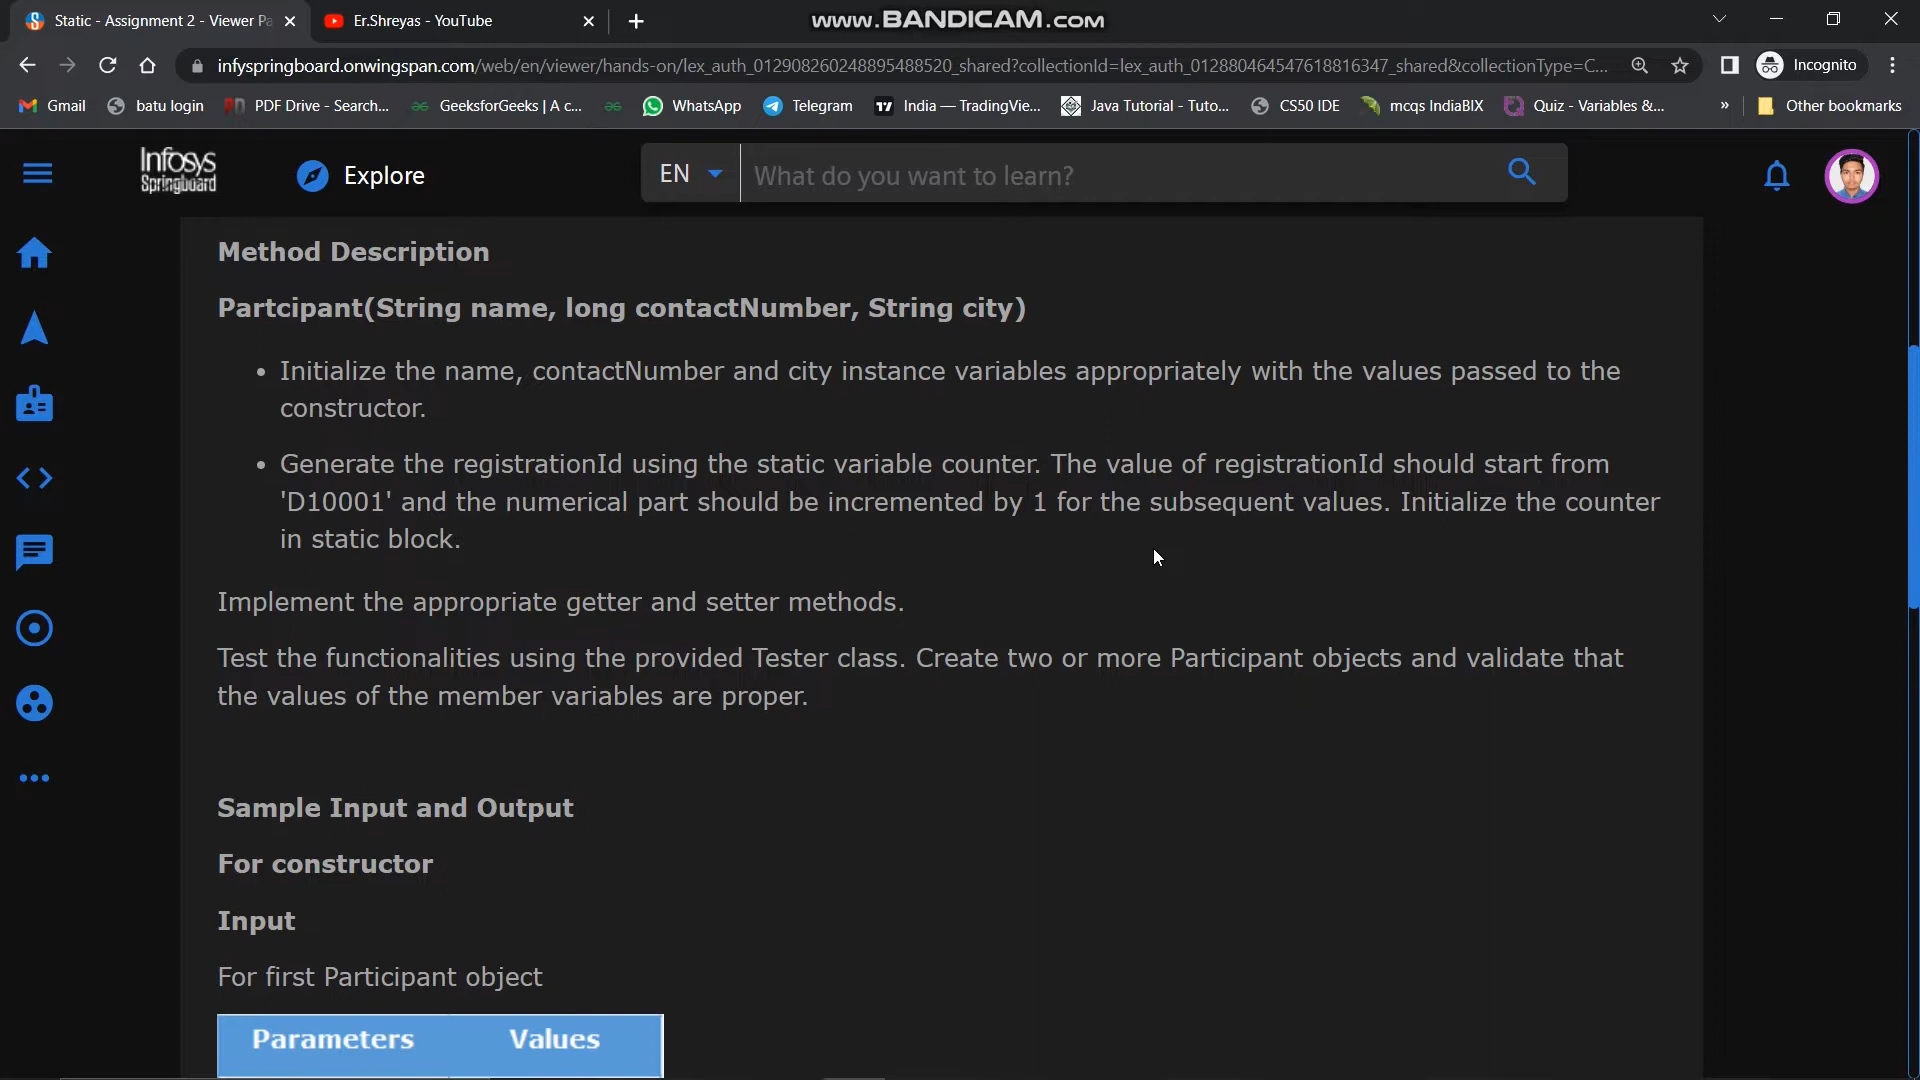 Static - Assignment 2 - Viewer Pa
Er.Shreyas - YouTube
www.BANDICAM.com
infyspringboard.onwingspan.com/web/en/viewer/hands-on/lex_auth_012908260248895488520_shared?collectionId=lex_auth_012880464547618816347_shared&collectionType=C...
Incognito
Gmail
batu login
PDF Drive - Search...
GeeksforGeeks | A c...
WhatsApp
Telegram
India — TradingVie...
Java Tutorial - Tuto...
CS50 IDE
mcqs IndiaBIX
Quiz - Variables &...
»
Other bookmarks
Infosys
Springboard
Explore
EN
What do you want to learn?
Method Description
Partcipant(String name, long contactNumber, String city)
• Initialize the name, contactNumber and city instance variables appropriately with the values passed to the
constructor.
• Generate the registrationId using the static variable counter. The value of registrationId should start from
'D10001' and the numerical part should be incremented by 1 for the subsequent values. Initialize the counter
in static block.
Implement the appropriate getter and setter methods.
Test the functionalities using the provided Tester class. Create two or more Participant objects and validate that
the values of the member variables are proper.
Sample Input and Output
For constructor
Input
For first Participant object
Parameters Values